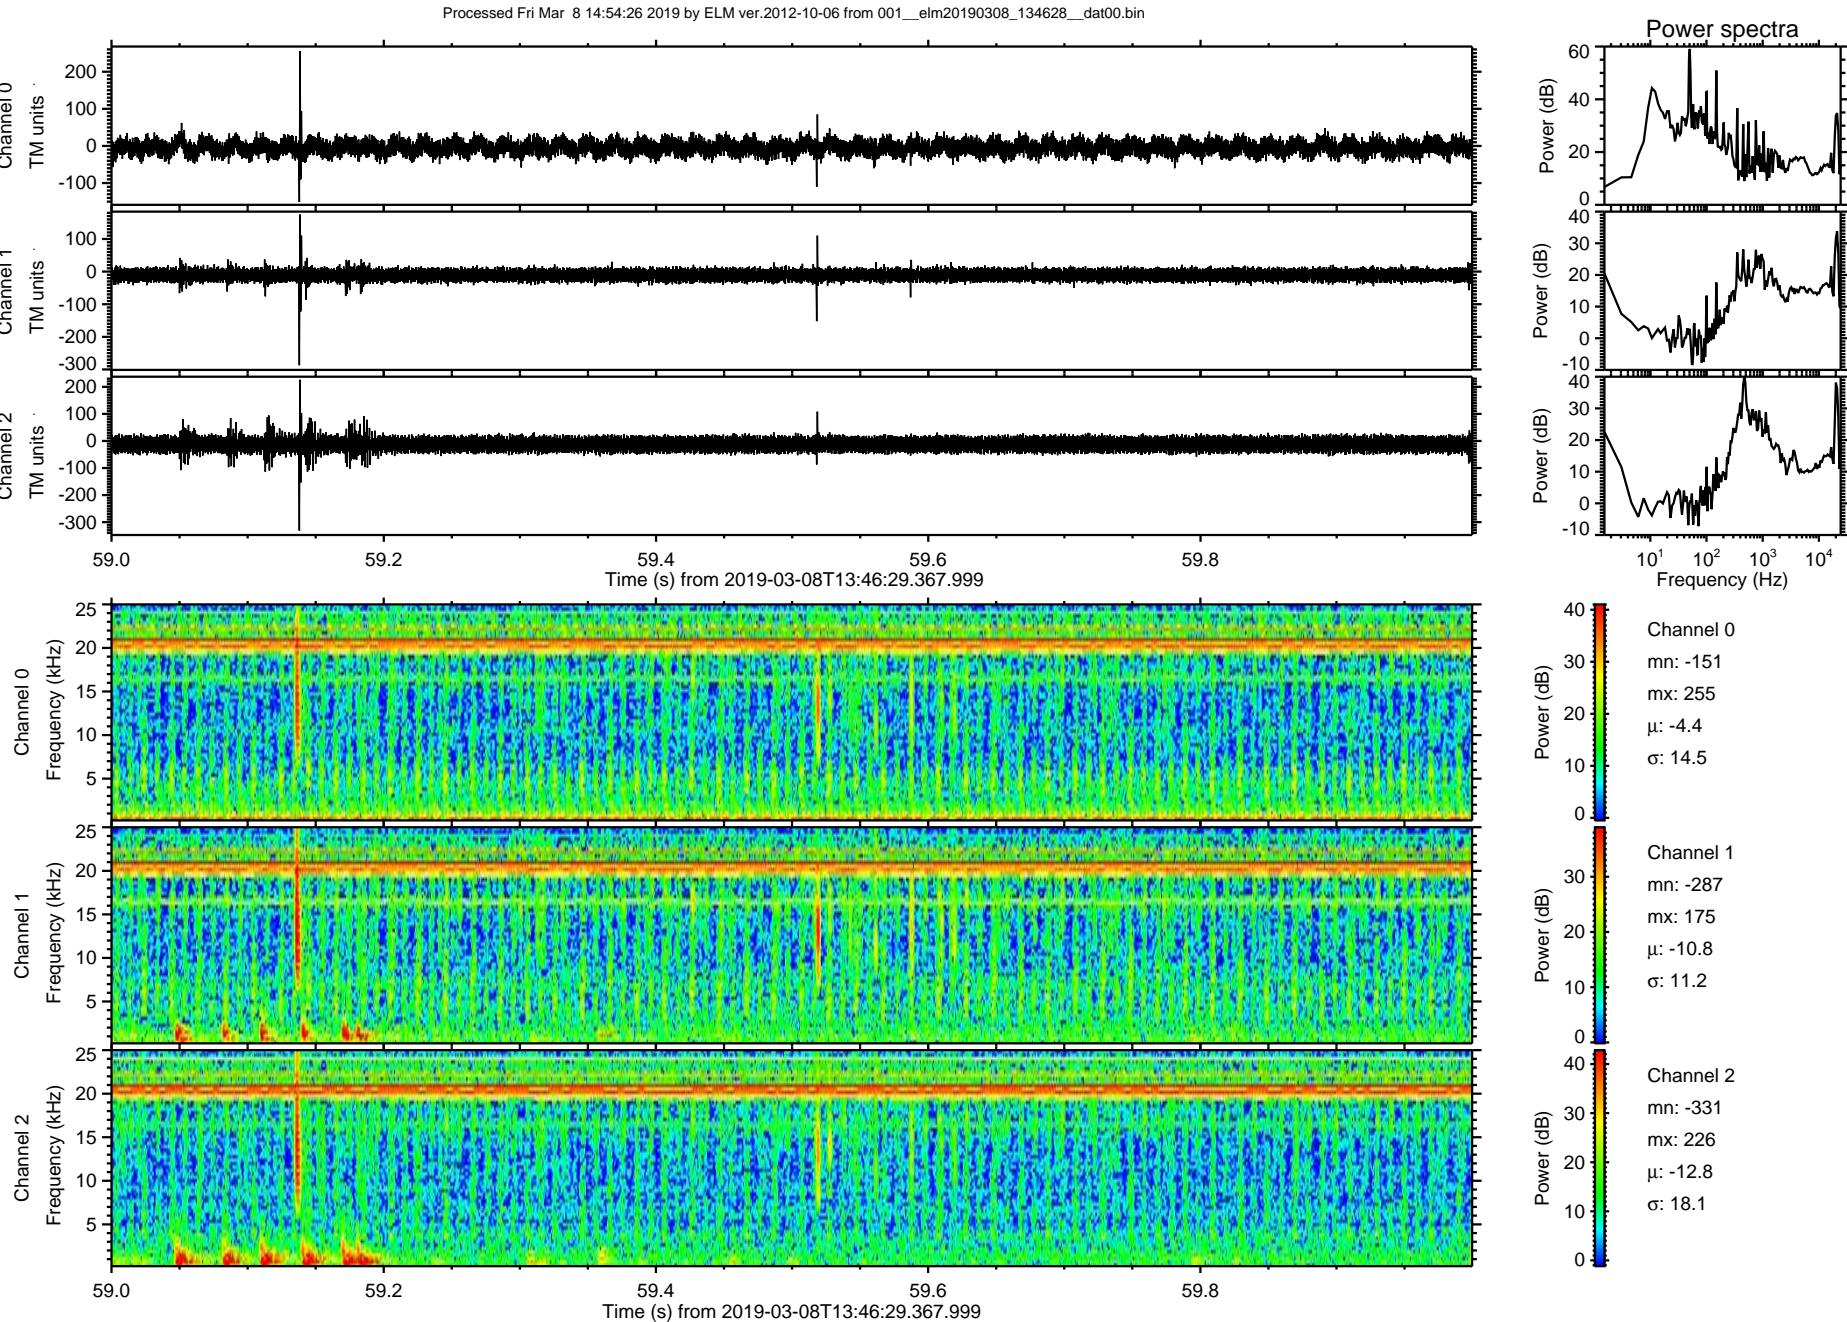 Processed Fri Mar 8 14:54:26 2019 by ELM ver.2012-10-06 from 001__elm20190308_134628__dat00.bin
Power spectra
Channel 0
TM units
200
100
0
-100
Power (dB)
60
40
20
0
Channel 1
TM units
100
0
-100
-200
-300
Power (dB)
40
30
20
10
0
-10
Channel 2
TM units
200
100
0
-100
-200
-300
Power (dB)
40
30
20
10
0
-10
59.0 59.2 59.4 59.6 59.8
Time (s) from 2019-03-08T13:46:29.367.999
10¹ 10² 10³ 10⁴
Frequency (Hz)
Channel 0
Frequency (kHz)
25
20
15
10
5
Power (dB)
40
30
20
10
0
Channel 0
mn: -151
mx: 255
μ: -4.4
σ: 14.5
Channel 1
Frequency (kHz)
25
20
15
10
5
Power (dB)
30
20
10
0
Channel 1
mn: -287
mx: 175
μ: -10.8
σ: 11.2
Channel 2
Frequency (kHz)
25
20
15
10
5
Power (dB)
40
30
20
10
0
Channel 2
mn: -331
mx: 226
μ: -12.8
σ: 18.1
59.0 59.2 59.4 59.6 59.8
Time (s) from 2019-03-08T13:46:29.367.999